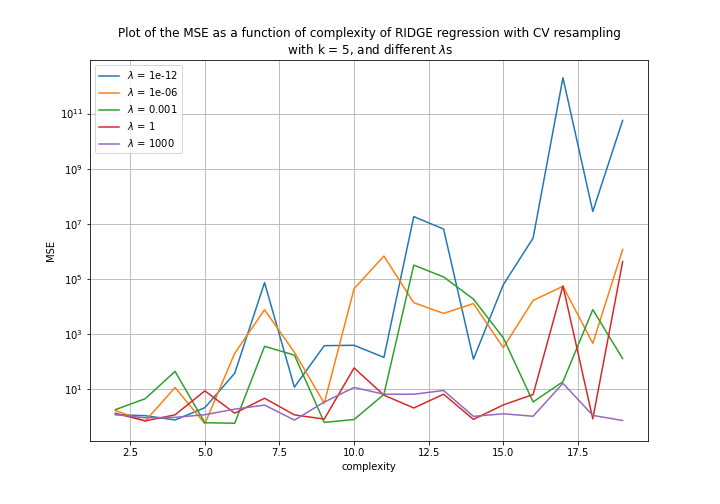 Plot of the MSE as a function of complexity of RIDGE regression with CV resampling
with k = 5, and different λs
λ = 1e-12
λ = 1e-06
λ = 0.001
λ = 1
λ = 1000
MSE
10¹¹
10⁹
10⁷
10⁵
10³
10¹
2.5 5.0 7.5 10.0 12.5 15.0 17.5
complexity